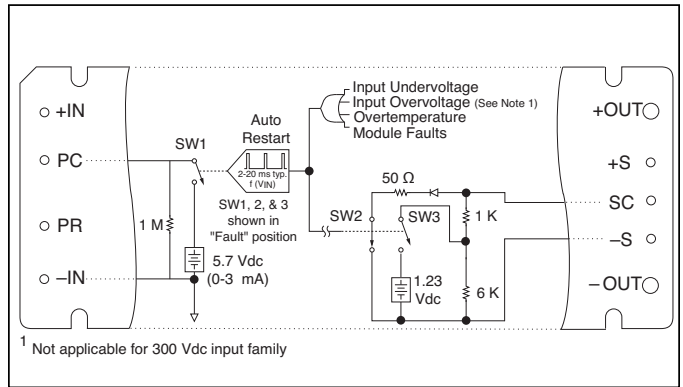 Input Undervoltage
Input Overvoltage (See Note 1)
Overtemperature
Module Faults
+IN
PC
PR
–IN
SW1
Auto
Restart
2-20 ms typ.
f (VIN)
SW1, 2, & 3
shown in
"Fault" position
1 M
5.7 Vdc
(0-3 mA)
50 Ω
SW2
SW3
1 K
6 K
1.23
Vdc
+OUT
+S
SC
–S
–OUT
1 Not applicable for 300 Vdc input family